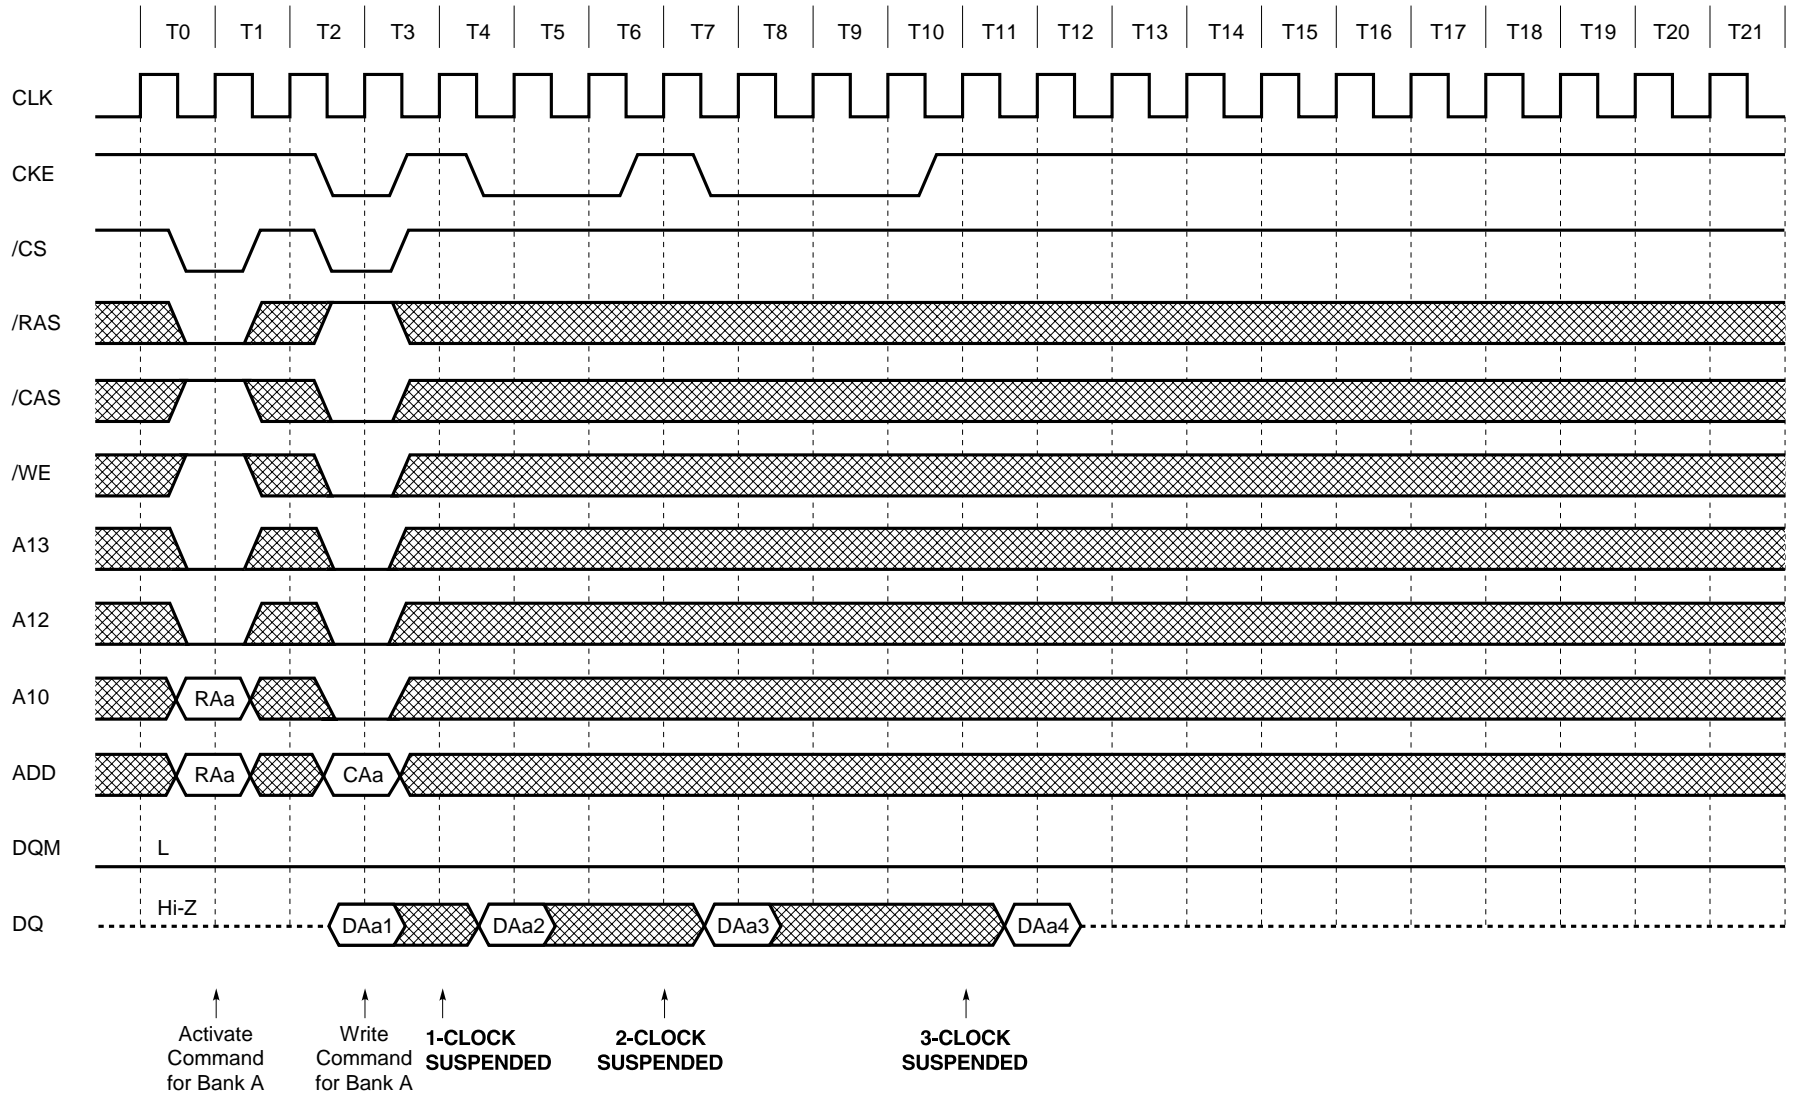 T0 T1 T2 T3 T4 T5 T6 T7 T8 T9 T10 T11 T12 T13 T14 T15 T16 T17 T18 T19 T20 T21
CLK
CKE
/CS
/RAS
/CAS
/WE
A13
A12
A10 RAa
ADD RAa CAa
DQM L
DQ Hi-Z DAa1 DAa2 DAa3 DAa4
Activate
Command
for Bank A
Write
Command
for Bank A
1-CLOCK
SUSPENDED
2-CLOCK
SUSPENDED
3-CLOCK
SUSPENDED